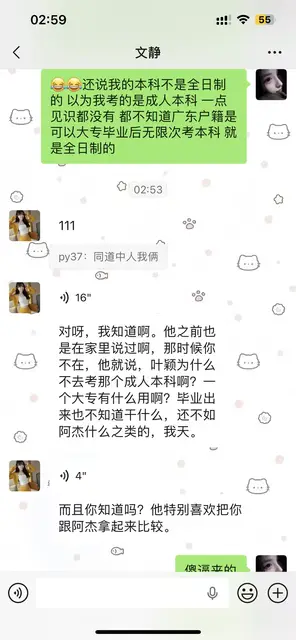 02:59
55
文静
😂😂还说我的本科不是全日制
的 以为我考的是成人本科 一点
见识都没有 都不知道广东户籍是
可以大专毕业后无限次考本科 就
是全日制的
02:53
111
py37：同道中人我俩
16"
对呀，我知道啊。他之前也
是在家里说过啊，那时候你
不在，他就说，叶颖为什么
不去考那个成人本科啊？一
个大专有什么用啊？毕业出
来也不知道干什么，还不如
阿杰什么之类的，我天。
4"
而且你知道吗？他特别喜欢把你
跟阿杰拿起来比较。
傻逼来的